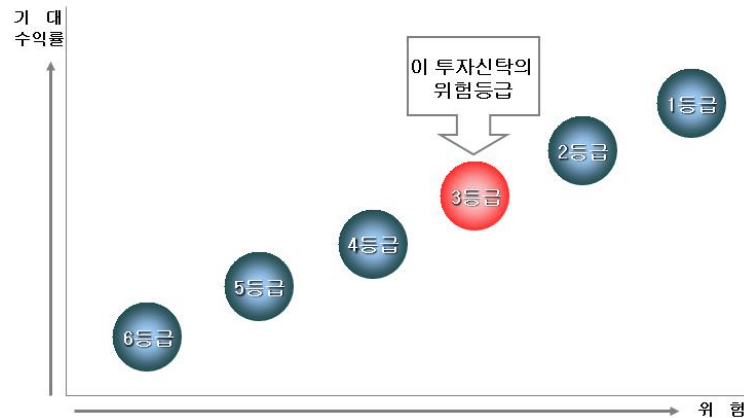 기 대
수익률
이 투자신탁의
위험등급
1등급
2등급
3등급
4등급
5등급
6등급
위 험